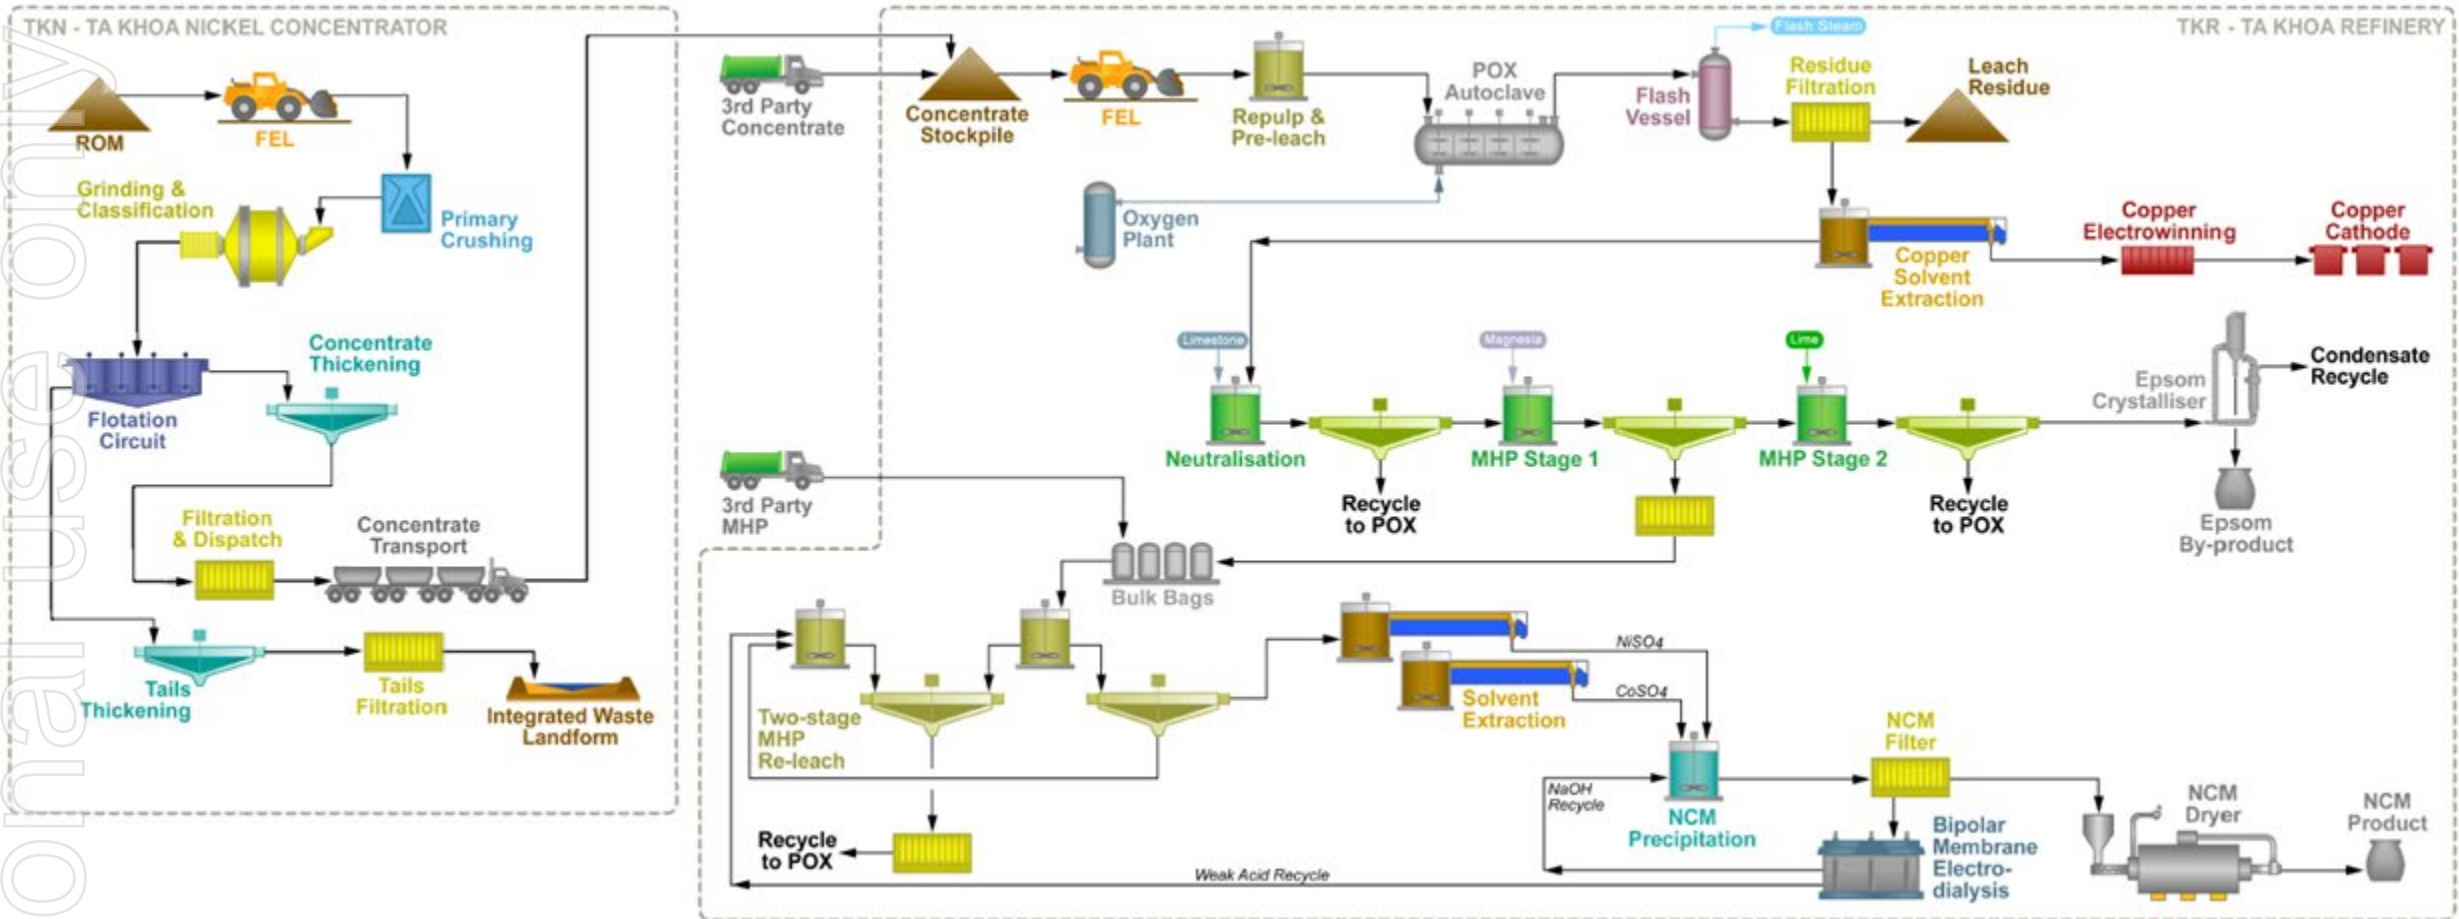 TKN - TA KHOA NICKEL CONCENTRATOR
ROM
FEL
Grinding &
Classification
Primary
Crushing
Flotation
Circuit
Concentrate
Thickening
Filtration
& Dispatch
Concentrate
Transport
Tails
Thickening
Tails
Filtration
Integrated Waste
Landform
TKR - TA KHOA REFINERY
3rd Party
Concentrate
Concentrate
Stockpile
FEL
Repulp &
Pre-leach
POX
Autoclave
Oxygen
Plant
Flash
Vessel
Flash Steam
Residue
Filtration
Leach
Residue
Copper
Solvent
Extraction
Copper
Electrowinning
Copper
Cathode
Limestone
Neutralisation
Recycle
to POX
Magnesia
MHP Stage 1
Lime
MHP Stage 2
Recycle
to POX
Epsom
Crystalliser
Condensate
Recycle
Epsom
By-product
3rd Party
MHP
Bulk Bags
Two-stage
MHP
Re-leach
Recycle
to POX
Solvent
Extraction
NiSO4
CoSO4
NaOH
Recycle
NCM
Precipitation
NCM
Filter
Bipolar
Membrane
Electro-
dialysis
Weak Acid Recycle
NCM
Dryer
NCM
Product
onal use only